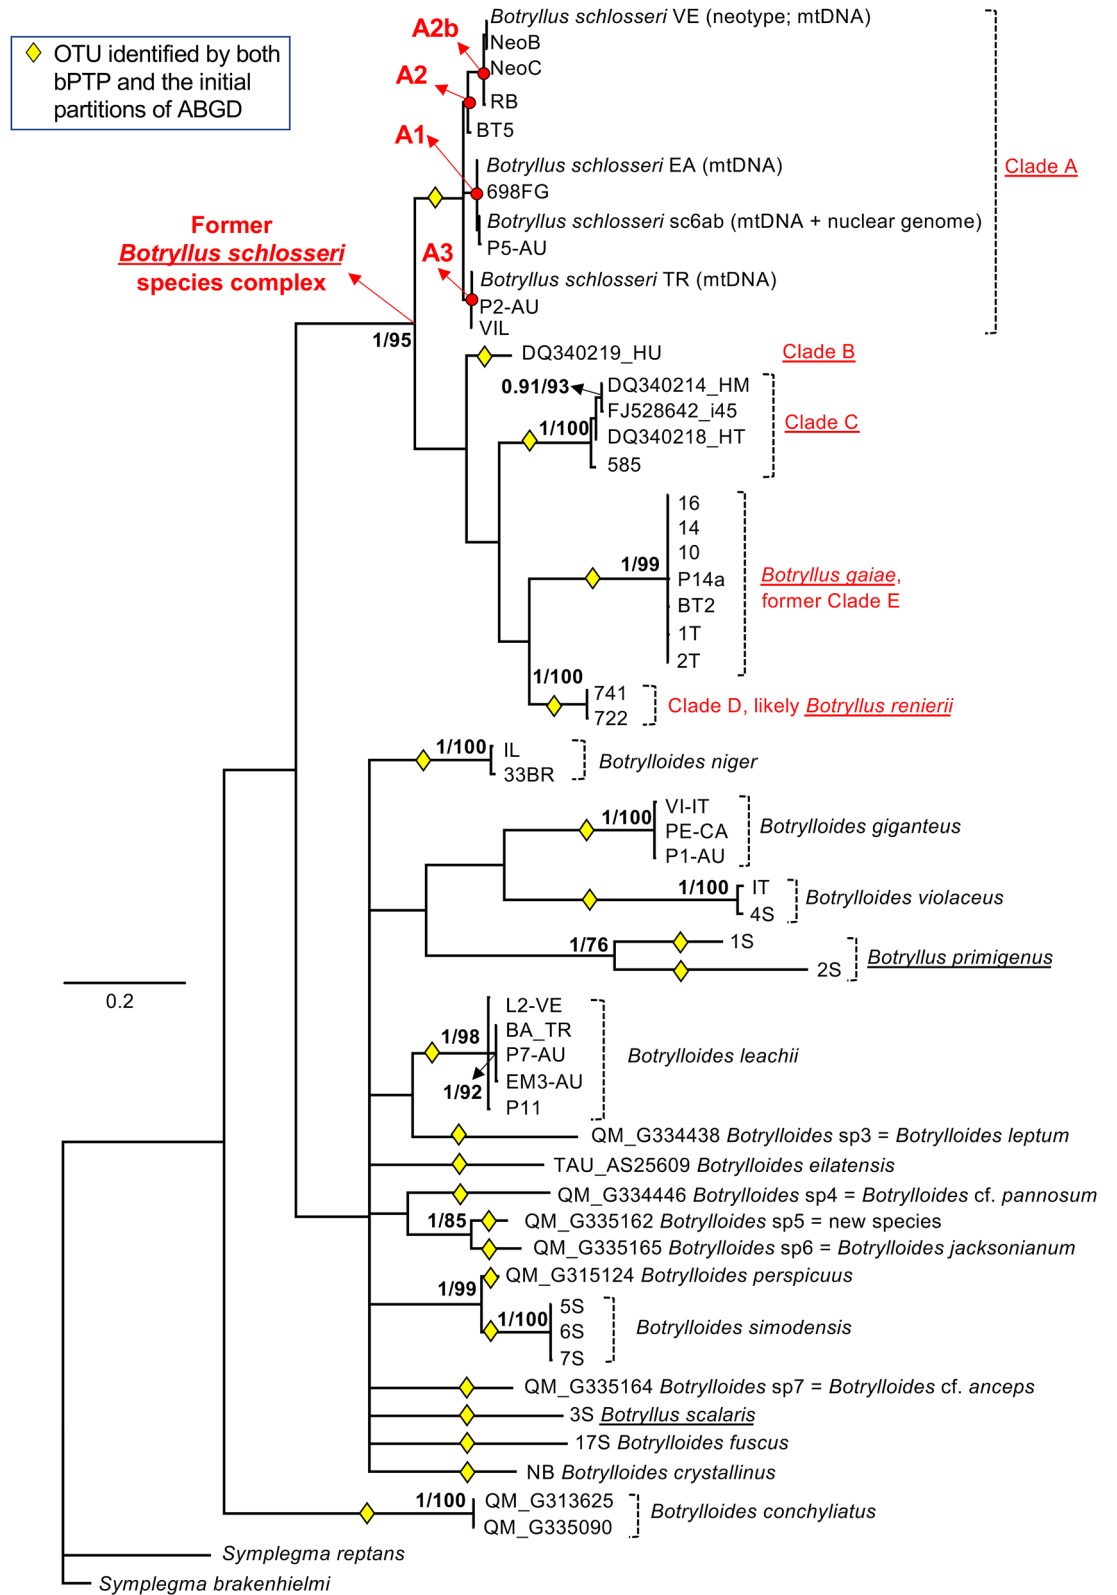 OTU identified by both
bPTP and the initial
partitions of ABGD
Botryllus schlosseri VE (neotype; mtDNA)
A2b
NeoB
NeoC
A2
RB
BT5
A1
Botryllus schlosseri EA (mtDNA)
Clade A
698FG
Botryllus schlosseri sc6ab (mtDNA + nuclear genome)
P5-AU
Former
Botryllus schlosseri
species complex
A3
Botryllus schlosseri TR (mtDNA)
P2-AU
VIL
1/95
DQ340219_HU
Clade B
0.91/93
DQ340214_HM
FJ528642_i45
1/100
DQ340218_HT
Clade C
585
16
14
10
1/99
P14a
BT2
1T
2T
Botryllus gaiae,
former Clade E
1/100
741
722
Clade D, likely Botryllus renierii
1/100
IL
33BR
Botrylloides niger
1/100
VI-IT
PE-CA
P1-AU
Botrylloides giganteus
1/100
IT
4S
Botrylloides violaceus
1/76
1S
2S
Botryllus primigenus
0.2
L2-VE
1/98
BA_TR
P7-AU
1/92
EM3-AU
P11
Botrylloides leachii
QM_G334438 Botrylloides sp3 = Botrylloides leptum
TAU_AS25609 Botrylloides eilatensis
QM_G334446 Botrylloides sp4 = Botrylloides cf. pannosum
1/85
QM_G335162 Botrylloides sp5 = new species
QM_G335165 Botrylloides sp6 = Botrylloides jacksonianum
QM_G315124 Botrylloides perspicuus
1/99
1/100
5S
6S
7S
Botrylloides simodensis
QM_G335164 Botrylloides sp7 = Botrylloides cf. anceps
3S Botryllus scalaris
17S Botrylloides fuscus
NB Botrylloides crystallinus
1/100
QM_G313625
QM_G335090
Botrylloides conchyliatus
Symplegma reptans
Symplegma brakenhielmi